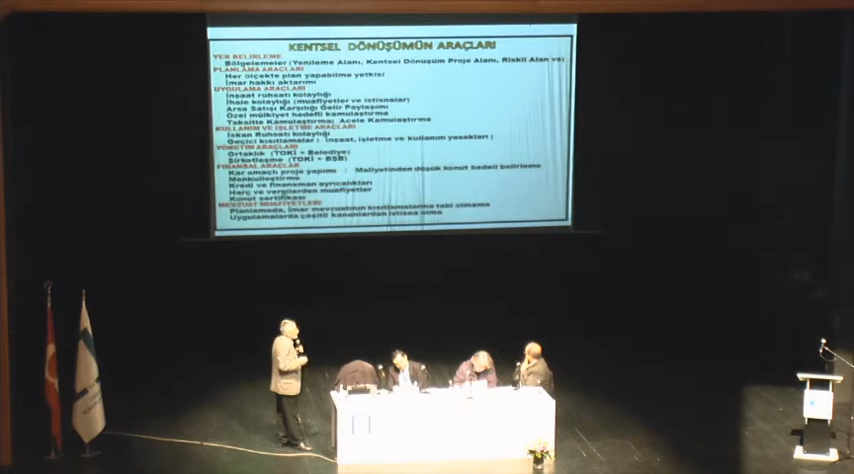 KENTSEL DÖNÜŞÜMÜN ARAÇLARI
YER BELİRLEME
Bölgelemeler (Yenileme Alanı, Kentsel Dönüşüm Proje Alanı, Riskli Alan vs)
PLANLAMA ARAÇLARI
Her ölçekte plan yapabilme yetkisi
İmar hakkı aktarımı
UYGULAMA ARAÇLARI
İnşaat ruhsatı kolaylığı
İhale kolaylığı (muafiyetler ve istisnalar)
Arsa Satışı Karşılığı Gelir Paylaşımı
Özel mülkiyet hedefli kamulaştırma
Taksitle Kamulaştırma; Acele Kamulaştırma
KULLANIM VE İŞLETME ARAÇLARI
İskan Ruhsatı kolaylığı
Geçici kısıtlamalar ( İnşaat, işletme ve kullanım yasakları )
YÖNETİM ARAÇLARI
Ortaklık (TOKİ + Belediye)
Şirketleşme (TOKİ + BŞB)
FİNANSAL ARAÇLAR
Kar amaçlı proje yapımı ; Maliyetinden düşük konut bedeli belirleme
Menkulleştirme
Kredi ve finansman ayrıcalıkları
Harç ve vergilerden muafiyetler
Konut sertifikası
MEVZUAT MUAFİYETLERİ
Planlamada, İmar mevzuatının kısıtlamalarına tabi olmama
Uygulamalarda çeşitli kanunlardan istisna olma